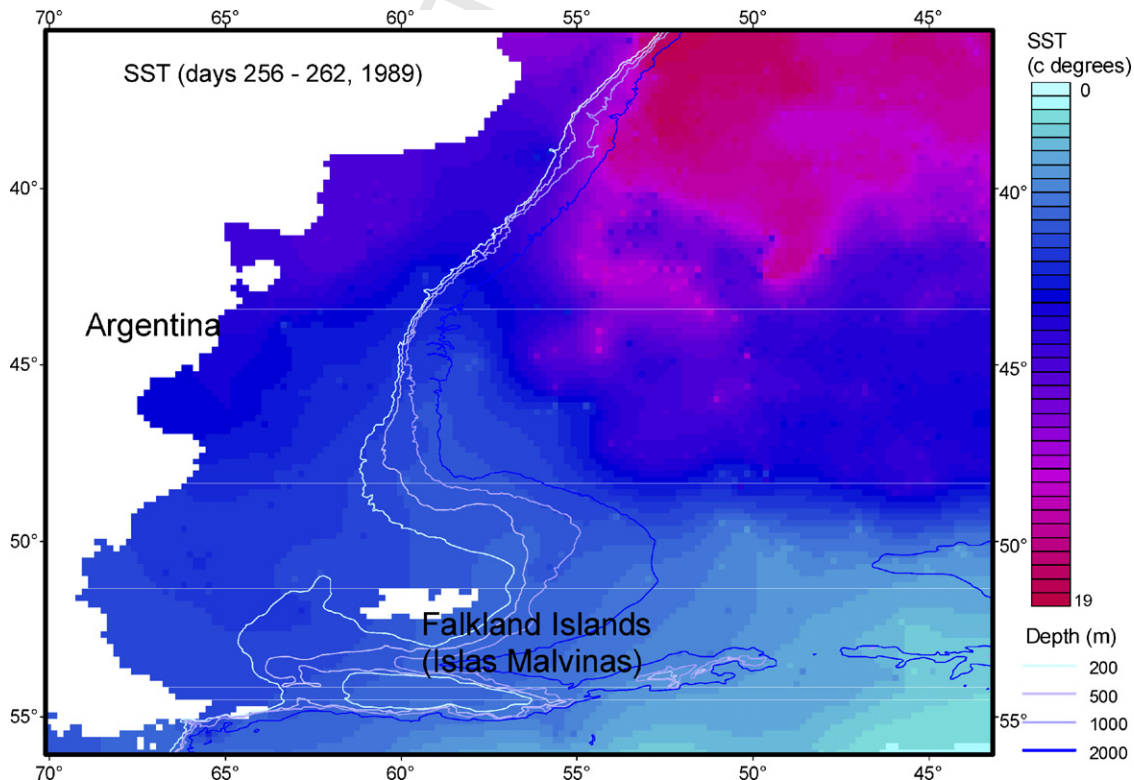 70° 65° 60° 55° 50° 45°
SST (days 256 - 262, 1989)
SST
(c degrees)
0
19
40° 40°
Argentina
45° 45°
50° 50°
Falkland Islands
(Islas Malvinas)
55° 55°
70° 65° 60° 55° 50° 45°
Depth (m)
200
500
1000
2000